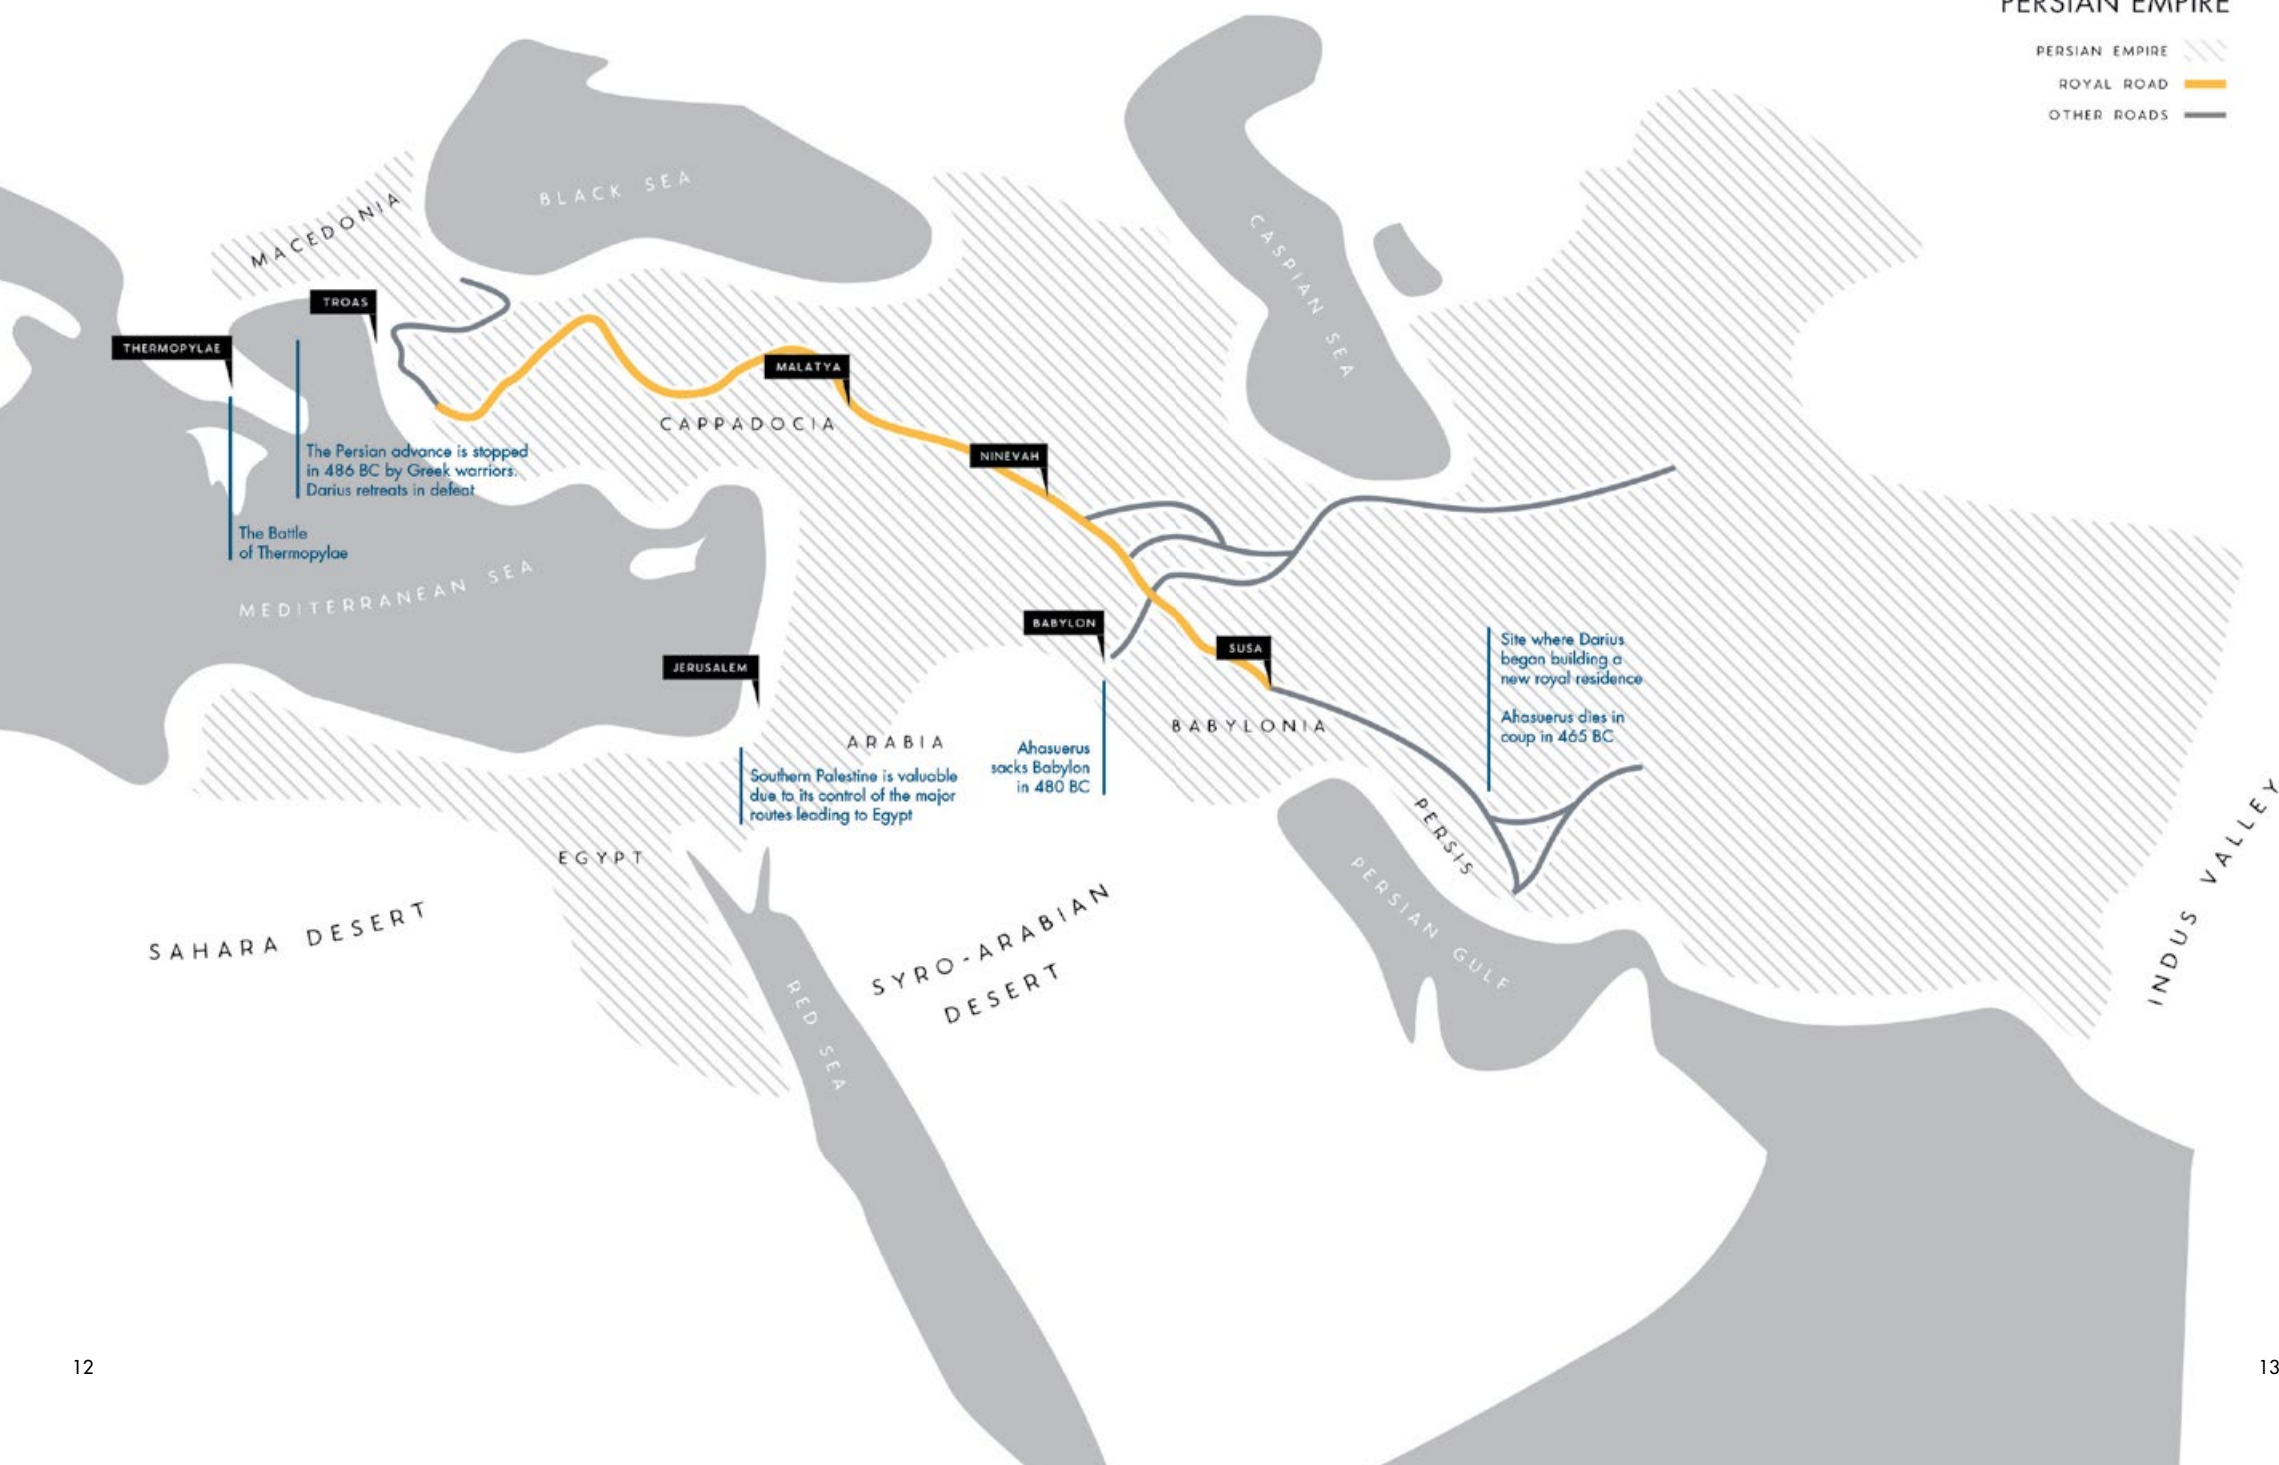 PERSIAN EMPIRE
PERSIAN EMPIRE
ROYAL ROAD
OTHER ROADS
BLACK SEA
CASPIAN SEA
MACEDONIA
TROAS
THERMOPYLAE
MALATYA
CAPPADOCIA
NINEVAH
The Persian advance is stopped
in 486 BC by Greek warriors.
Darius retreats in defeat
The Battle
of Thermopylae
MEDITERRANEAN SEA
BABYLON
SUSA
JERUSALEM
Site where Darius
began building a
new royal residence
Ahasuerus dies in
coup in 465 BC
BABYLONIA
ARABIA
Ahasuerus
sacks Babylon
in 480 BC
Southern Palestine is valuable
due to its control of the major
routes leading to Egypt
PERSIS
EGYPT
PERSIAN GULF
INDUS VALLEY
SAHARA DESERT
SYRO-ARABIAN
DESERT
RED SEA
12
13